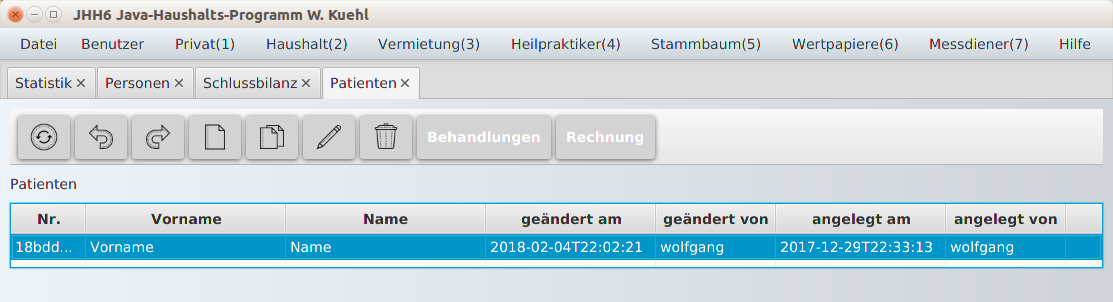 JHH6 Java-Haushalts-Programm W. Kuehl
Datei Benutzer Privat(1) Haushalt(2) Vermietung(3) Heilpraktiker(4) Stammbaum(5) Wertpapiere(6) Messdiener(7) Hilfe
Statistik Personen Schlussbilanz Patienten
Behandlungen Rechnung
Patienten
Nr. Vorname Name geändert am geändert von angelegt am angelegt von
18bdd... Vorname Name 2018-02-04T22:02:21 wolfgang 2017-12-29T22:33:13 wolfgang